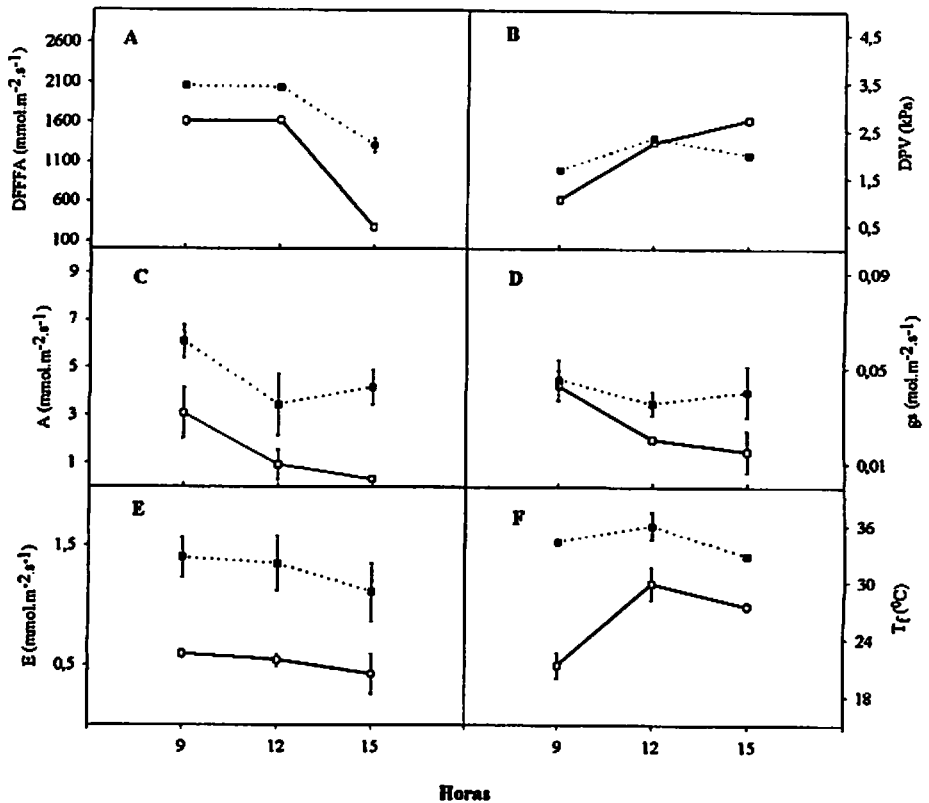 A
DFFFA (mmol.m-2.s-1)
2600
2100
1600
1100
600
100
B
DPV (kPa)
4,5
3,5
2,5
1,5
0,5
C
A (mmol.m-2.s-1)
9
7
5
3
1
D
gs (mol.m-2.s-1)
0,09
0,05
0,01
E
E (mmol.m-2.s-1)
1,5
0,5
F
Tf (ºC)
36
30
24
18
9
12
15
9
12
15
Horas